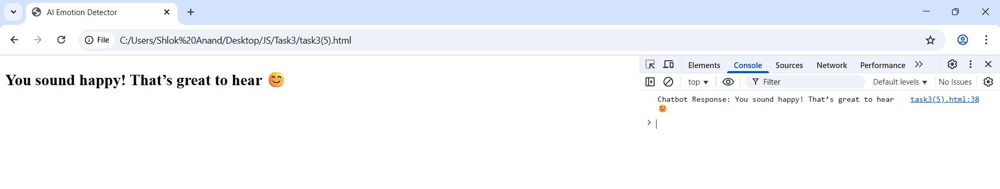 AI Emotion Detector
File
C:/Users/Shlok%20Anand/Desktop/JS/Task3/task3(5).html
You sound happy! That’s great to hear 😊
Elements Console Sources Network Performance
top Filter Default levels No Issues
Chatbot Response: You sound happy! That’s great to hear task3(5).html:38
😊